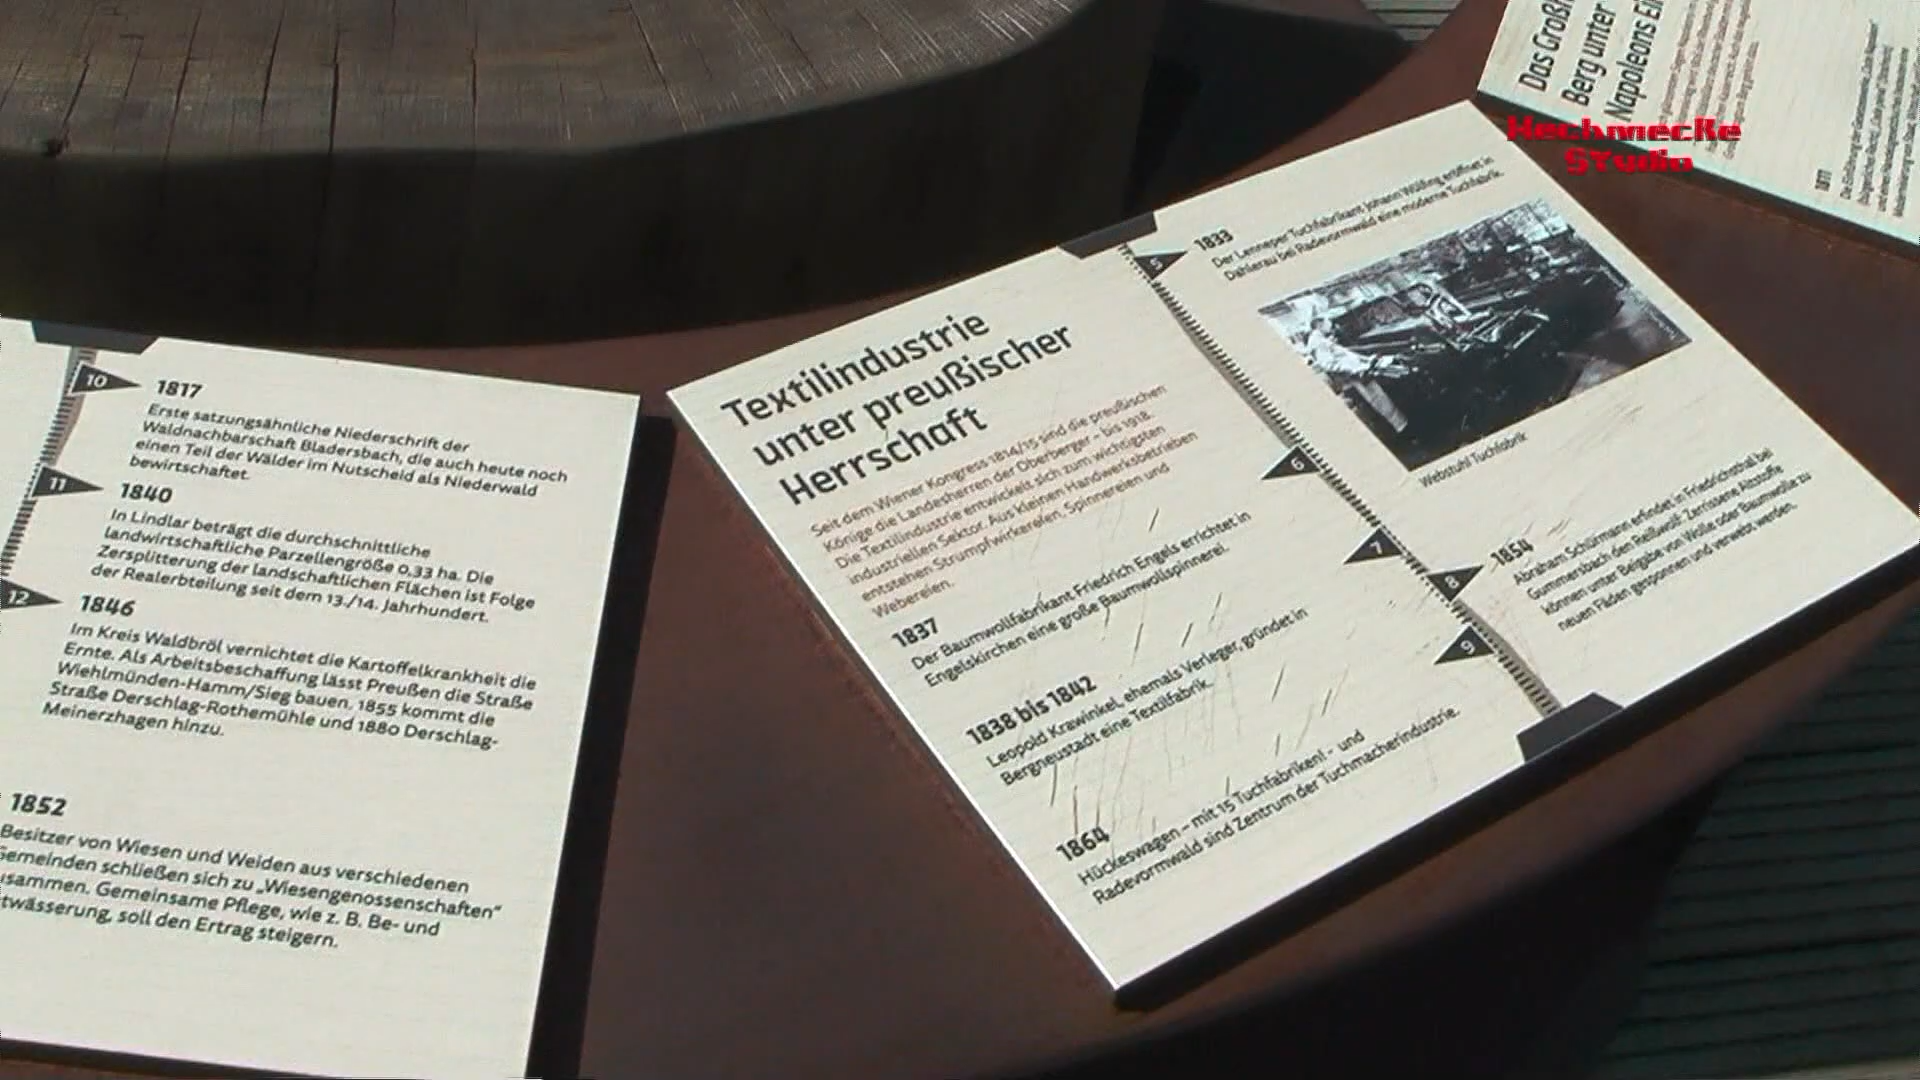 10
1817
Erste satzungsähnliche Niederschrift der
Waldnachbarschaft Bladersbach, die auch heute noch
einen Teil der Wälder im Nutscheid als Niederwald
bewirtschaftet.
11
1840
In Lindlar beträgt die durchschnittliche
landwirtschaftliche Parzellengröße 0,33 ha. Die
Zersplitterung der landschaftlichen Flächen ist Folge
der Realerbteilung seit dem 13./14. Jahrhundert.
12
1846
Im Kreis Waldbröl vernichtet die Kartoffelkrankheit die
Ernte. Als Arbeitsbeschaffung lässt Preußen die Straße
Wiehlmünden-Hamm/Sieg bauen. 1855 kommt die
Straße Derschlag-Rothemühle und 1880 Derschlag-
Meinerzhagen hinzu.
1852
Besitzer von Wiesen und Weiden aus verschiedenen
Gemeinden schließen sich zu „Wiesengenossenschaften“
usammen. Gemeinsame Pflege, wie z. B. Be- und
twässerung, soll den Ertrag steigern.
Textilindustrie
unter preußischer
Herrschaft
Seit dem Wiener Kongress 1814/15 sind die preußischen
Könige die Landesherren der Oberberger – bis 1918.
Die Textilindustrie entwickelt sich zum wichtigsten
industriellen Sektor. Aus kleinen Handwerksbetrieben
entstehen Strumpfwirkereien, Spinnereien und
Webereien.
1837
Der Baumwollfabrikant Friedrich Engels errichtet in
Engelskirchen eine große Baumwollspinnerei.
1838 bis 1842
Leopold Krawinkel, ehemals Verleger, gründet in
Bergneustadt eine Textilfabrik.
1864
Hückeswagen – mit 15 Tuchfabriken! – und
Radevormwald sind Zentrum der Tuchmacherindustrie.
5
1833
Der Lenneper Tuchfabrikant Johann Wülfing eröffnet in
Dahlerau bei Radevormwald eine moderne Tuchfabrik.
Webstuhl Tuchfabrik
6
7
8
9
1854
Abraham Schürmann erfindet in Friedrichsthal bei
Gummersbach den Reißwolf: Zerrissene Altstoffe
können unter Beigabe von Wolle oder Baumwolle zu
neuen Fäden gesponnen und verwebt werden.
Das Großh
Berg unter
Napoleons Ei
1811
Hechmecke
Studio